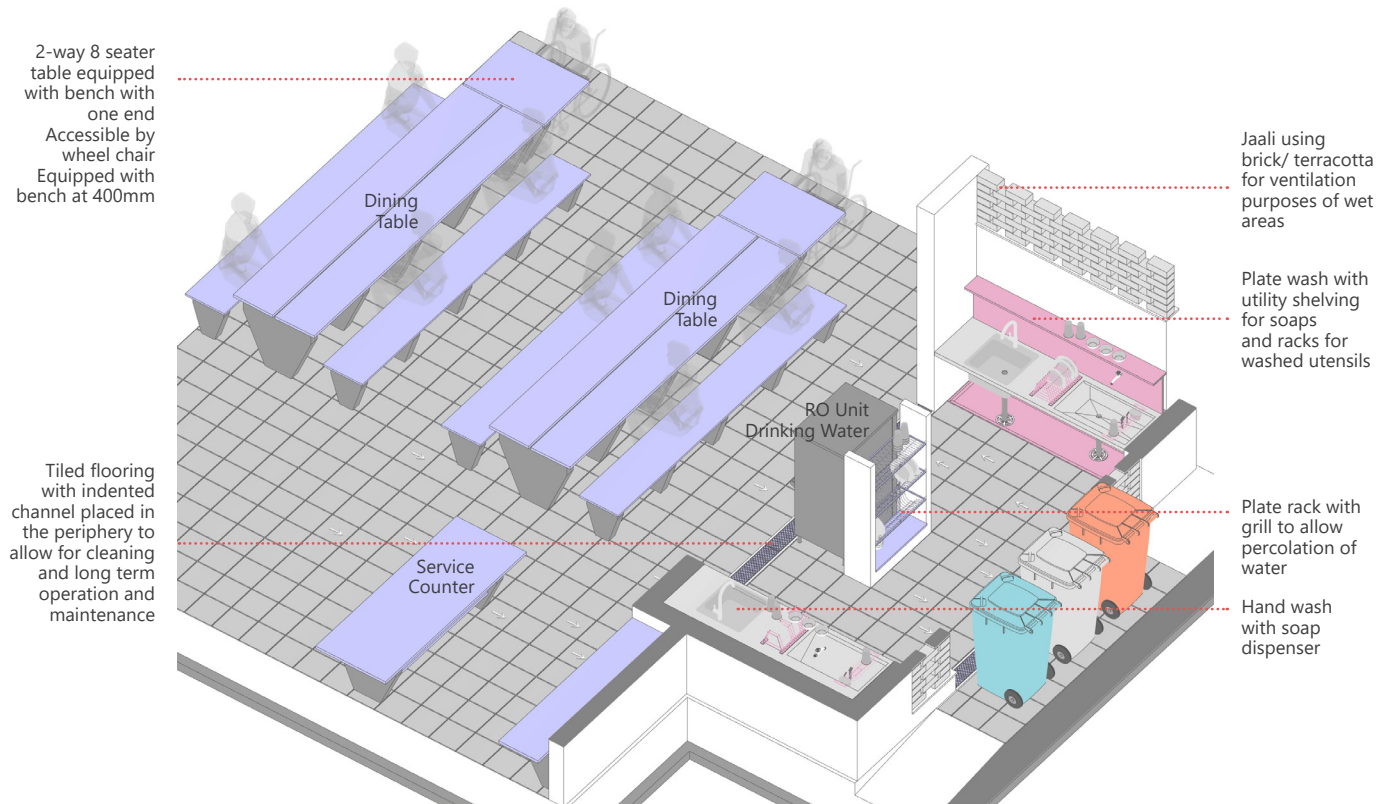 2-way 8 seater
table equipped
with bench with
one end
Accessible by
wheel chair
Equipped with
bench at 400mm
Dining
Table
Dining
Table
Jaali using
brick/ terracotta
for ventilation
purposes of wet
areas
Plate wash with
utility shelving
for soaps
and racks for
washed utensils
RO Unit
Drinking Water
Tiled flooring
with indented
channel placed in
the periphery to
allow for cleaning
and long term
operation and
maintenance
Service
Counter
Plate rack with
grill to allow
percolation of
water
Hand wash
with soap
dispenser